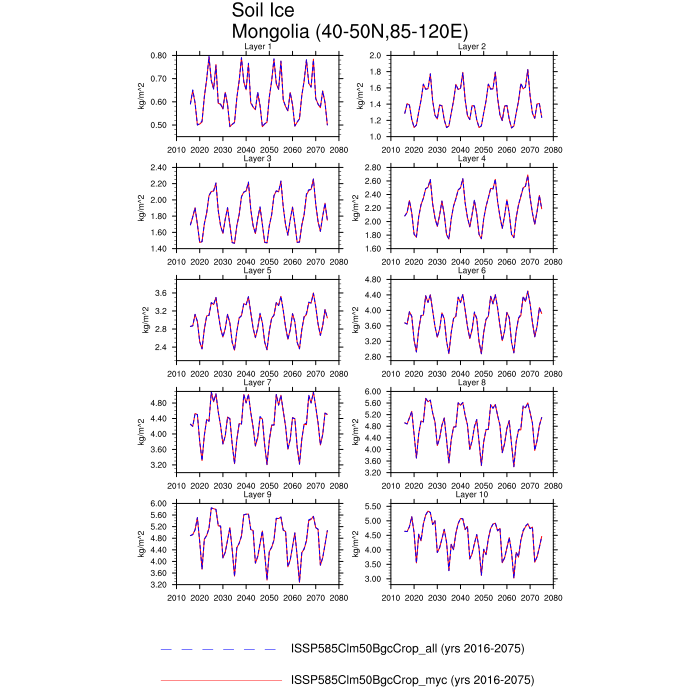 Soil Ice
Mongolia (40-50N,85-120E)
Layer 1
Layer 2
0.80
0.70
0.60
0.50
kg/m^2
2010 2020 2030 2040 2050 2060 2070 2080
2.0
1.8
1.6
1.4
1.2
1.0
kg/m^2
2010 2020 2030 2040 2050 2060 2070 2080
Layer 3
Layer 4
2.40
2.20
2.00
1.80
1.60
1.40
kg/m^2
2010 2020 2030 2040 2050 2060 2070 2080
2.80
2.60
2.40
2.20
2.00
1.80
1.60
kg/m^2
2010 2020 2030 2040 2050 2060 2070 2080
Layer 5
Layer 6
3.6
3.2
2.8
2.4
kg/m^2
2010 2020 2030 2040 2050 2060 2070 2080
4.80
4.40
4.00
3.60
3.20
2.80
kg/m^2
2010 2020 2030 2040 2050 2060 2070 2080
Layer 7
Layer 8
4.80
4.40
4.00
3.60
3.20
kg/m^2
2010 2020 2030 2040 2050 2060 2070 2080
6.00
5.60
5.20
4.80
4.40
4.00
3.60
3.20
kg/m^2
2010 2020 2030 2040 2050 2060 2070 2080
Layer 9
Layer 10
6.00
5.60
5.20
4.80
4.40
4.00
3.60
3.20
kg/m^2
2010 2020 2030 2040 2050 2060 2070 2080
5.50
5.00
4.50
4.00
3.50
3.00
kg/m^2
2010 2020 2030 2040 2050 2060 2070 2080
ISSP585Clm50BgcCrop_all (yrs 2016-2075)
ISSP585Clm50BgcCrop_myc (yrs 2016-2075)